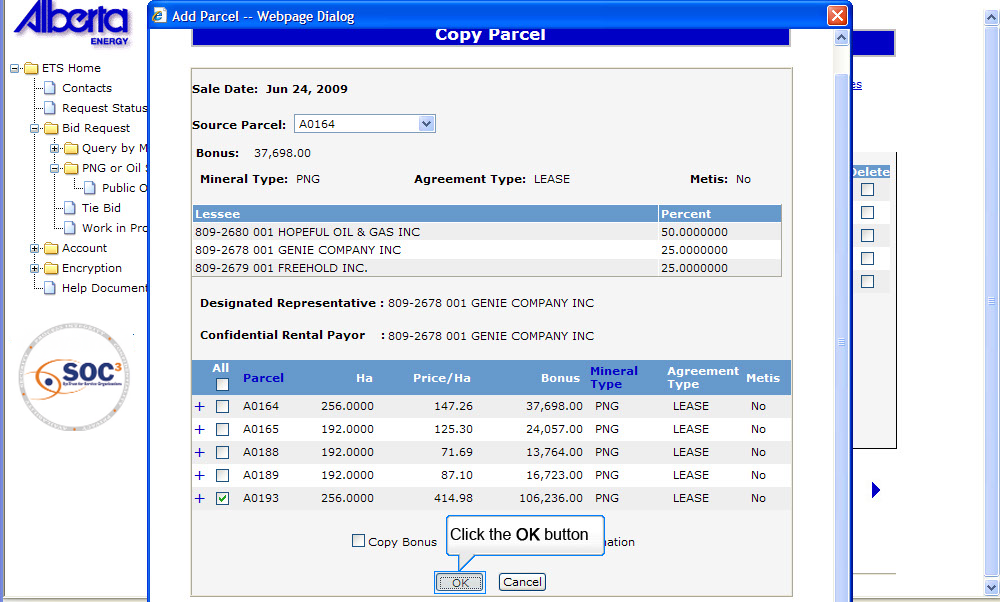 Alberta
ENERGY
Add Parcel -- Webpage Dialog
Copy Parcel
ETS Home
Contacts
Request Status
Bid Request
Query by M
PNG or Oil S
Public O
Tie Bid
Work in Pro
Account
Encryption
Help Document
SOC3
Sale Date: Jun 24, 2009
Source Parcel: A0164
Bonus: 37,698.00
Mineral Type: PNG Agreement Type: LEASE Metis: No
Lessee Percent
809-2680 001 HOPEFUL OIL & GAS INC 50.0000000
809-2678 001 GENIE COMPANY INC 25.0000000
809-2679 001 FREEHOLD INC. 25.0000000
Designated Representative : 809-2678 001 GENIE COMPANY INC
Confidential Rental Payor : 809-2678 001 GENIE COMPANY INC
All Parcel Ha Price/Ha Bonus Mineral Type Agreement Type Metis
+ A0164 256.0000 147.26 37,698.00 PNG LEASE No
+ A0165 192.0000 125.30 24,057.00 PNG LEASE No
+ A0188 192.0000 71.69 13,764.00 PNG LEASE No
+ A0189 192.0000 87.10 16,723.00 PNG LEASE No
+ A0193 256.0000 414.98 106,236.00 PNG LEASE No
Click the OK button
Copy Bonus mation
OK Cancel
es
Delete